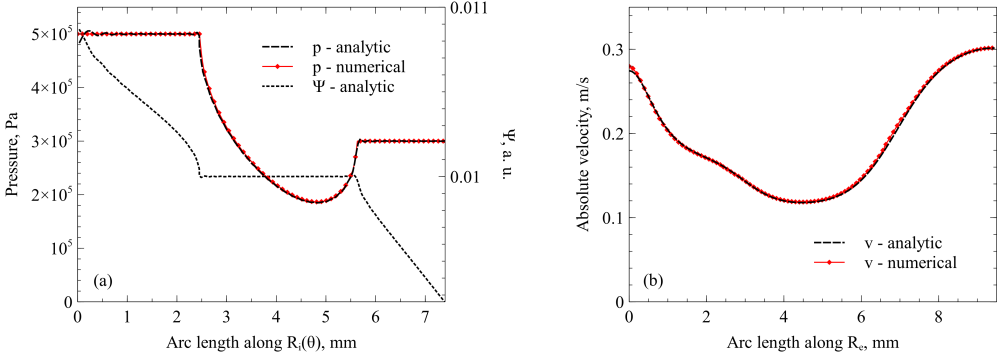 0.011
5×10⁵
4×10⁵
3×10⁵
2×10⁵
10⁵
0
0.01
Pressure, Pa
Ψ, a. u.
p - analytic
p - numerical
Ψ - analytic
(a)
0 1 2 3 4 5 6 7
Arc length along Rᵢ(θ), mm
0.3
0.2
0.1
0
Absolute velocity, m/s
v - analytic
v - numerical
(b)
0 2 4 6 8
Arc length along Rₑ, mm